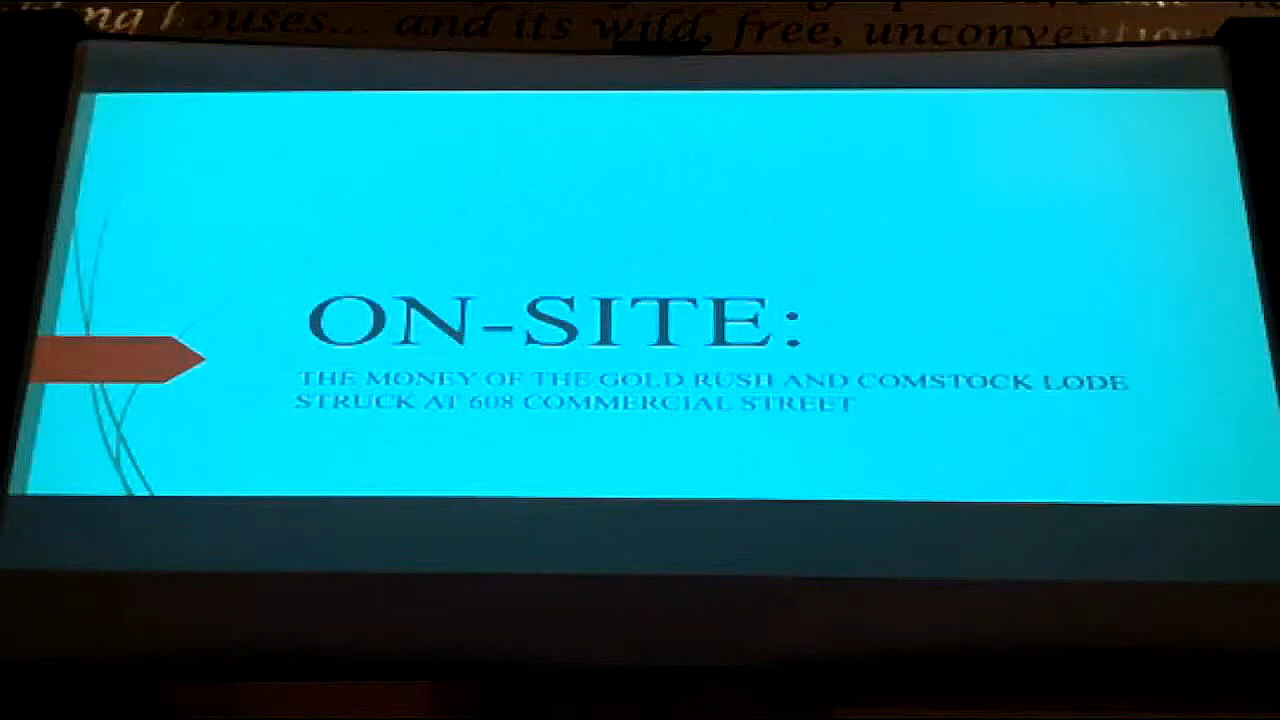 ouses... and its wild, free,
ON-SITE:
THE MONEY OF THE GOLD RUSH AND COMSTOCK LODE
STRUCK AT 608 COMMERCIAL STREET